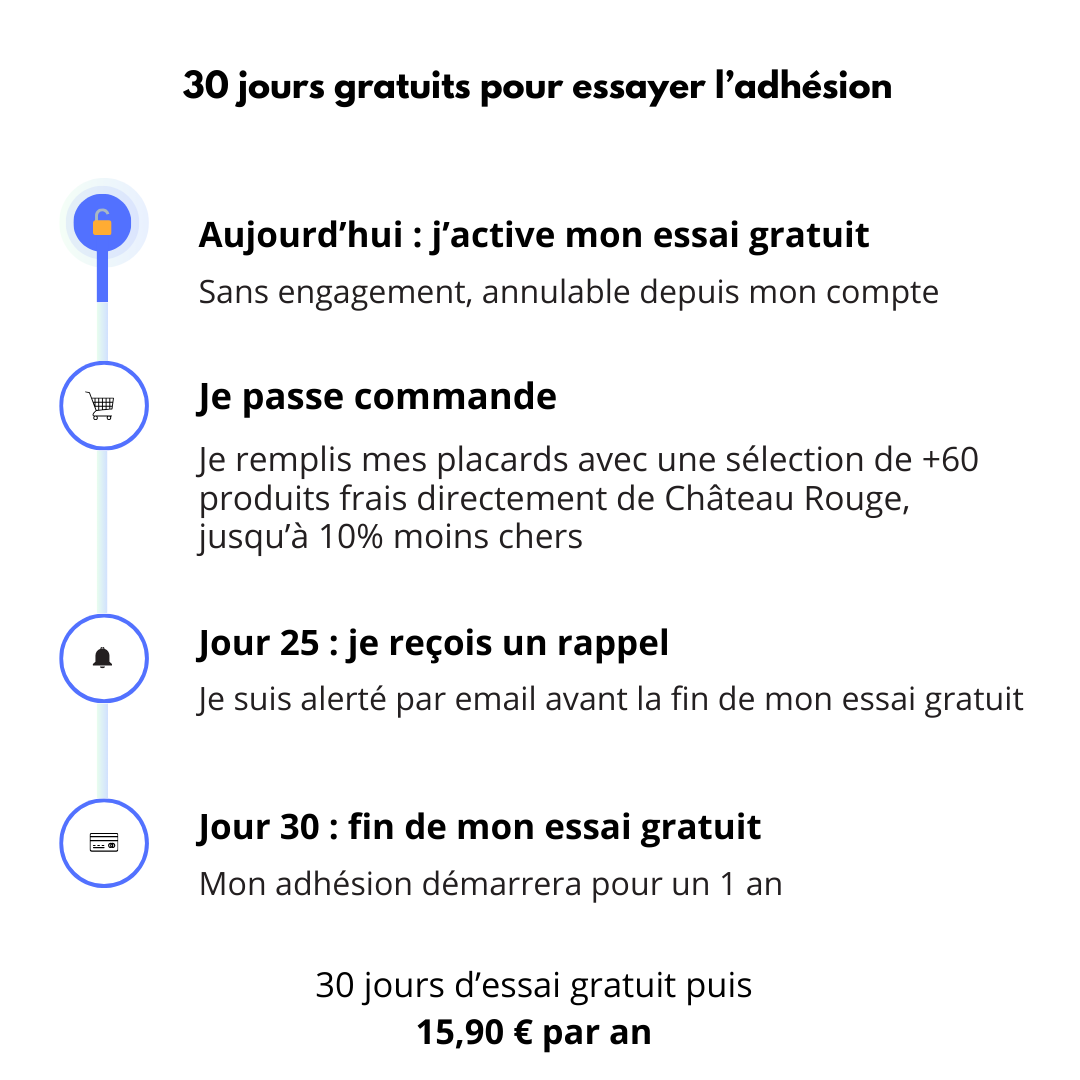 30 jours gratuits pour essayer l’adhésion
Aujourd’hui : j’active mon essai gratuit
Sans engagement, annulable depuis mon compte
Je passe commande
Je remplis mes placards avec une sélection de +60
produits frais directement de Château Rouge,
jusqu’à 10% moins chers
Jour 25 : je reçois un rappel
Je suis alerté par email avant la fin de mon essai gratuit
Jour 30 : fin de mon essai gratuit
Mon adhésion démarrera pour un 1 an
30 jours d’essai gratuit puis
15,90 € par an